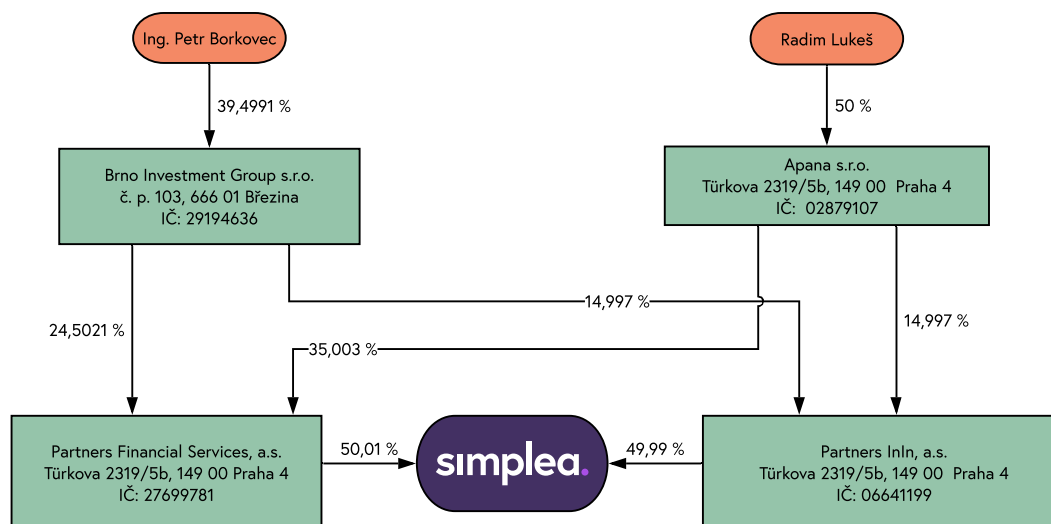 Ing. Petr Borkovec
Radim Lukeš
39,4991 %
50 %
Brno Investment Group s.r.o.
č. p. 103, 666 01 Březina
IČ: 29194636
Apana s.r.o.
Türkova 2319/5b, 149 00  Praha 4
IČ:  02879107
14,997 %
24,5021 %
14,997 %
35,003 %
Partners Financial Services, a.s.
Türkova 2319/5b, 149 00 Praha 4
IČ: 27699781
50,01 %
simplea.
49,99 %
Partners InIn, a.s.
Türkova 2319/5b, 149 00  Praha 4
IČ: 06641199